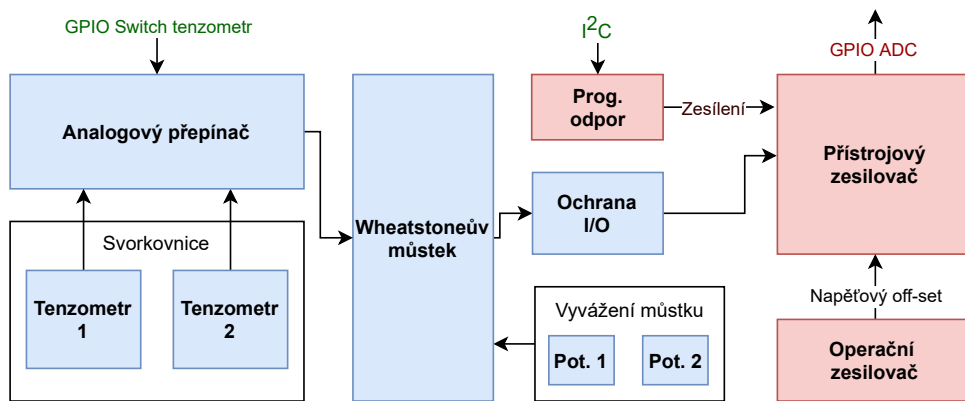 GPIO Switch tenzometr
I²C
GPIO ADC
Analogový přepínač
Prog.
odpor
Zesílení
Přístrojový
zesilovač
Wheatstoneův
můstek
Ochrana
I/O
Svorkovnice
Tenzometr
1
Tenzometr
2
Vyvážení můstku
Pot. 1
Pot. 2
Napěťový off-set
Operační
zesilovač